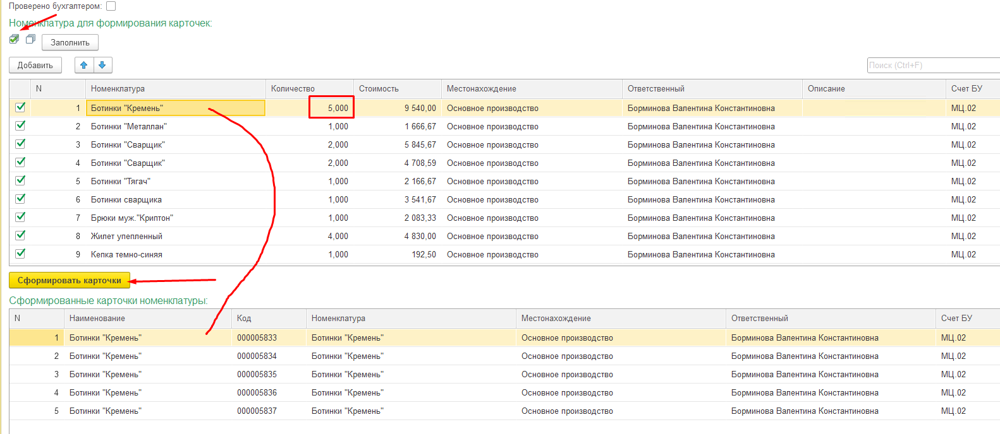 Проверено бухгалтером:
Номенклатура для формирования карточек:
Заполнить
Добавить
Поиск (Ctrl+F)
N Номенклатура Количество Стоимость Местонахождение Ответственный Описание Счет БУ
1 Ботинки "Кремень" 5,000 9 540,00 Основное производство Борминова Валентина Константиновна МЦ.02
2 Ботинки "Металлан" 1,000 1 666,67 Основное производство Борминова Валентина Константиновна МЦ.02
3 Ботинки "Сварщик" 2,000 5 845,67 Основное производство Борминова Валентина Константиновна МЦ.02
4 Ботинки "Сварщик" 2,000 4 708,59 Основное производство Борминова Валентина Константиновна МЦ.02
5 Ботинки "Тягач" 1,000 2 166,67 Основное производство Борминова Валентина Константиновна МЦ.02
6 Ботинки сварщика 1,000 3 541,67 Основное производство Борминова Валентина Константиновна МЦ.02
7 Брюки муж."Криптон" 1,000 2 083,33 Основное производство Борминова Валентина Константиновна МЦ.02
8 Жилет упепленный 4,000 4 830,00 Основное производство Борминова Валентина Константиновна МЦ.02
9 Кепка темно-синяя 1,000 192,50 Основное производство Борминова Валентина Константиновна МЦ.02
Сформировать карточки
Сформированные карточки номенклатуры:
N Наименование Код Номенклатура Местонахождение Ответственный Счет БУ
1 Ботинки "Кремень" 000005833 Ботинки "Кремень" Основное производство Борминова Валентина Константиновна МЦ.02
2 Ботинки "Кремень" 000005834 Ботинки "Кремень" Основное производство Борминова Валентина Константиновна МЦ.02
3 Ботинки "Кремень" 000005835 Ботинки "Кремень" Основное производство Борминова Валентина Константиновна МЦ.02
4 Ботинки "Кремень" 000005836 Ботинки "Кремень" Основное производство Борминова Валентина Константиновна МЦ.02
5 Ботинки "Кремень" 000005837 Ботинки "Кремень" Основное производство Борминова Валентина Константиновна МЦ.02